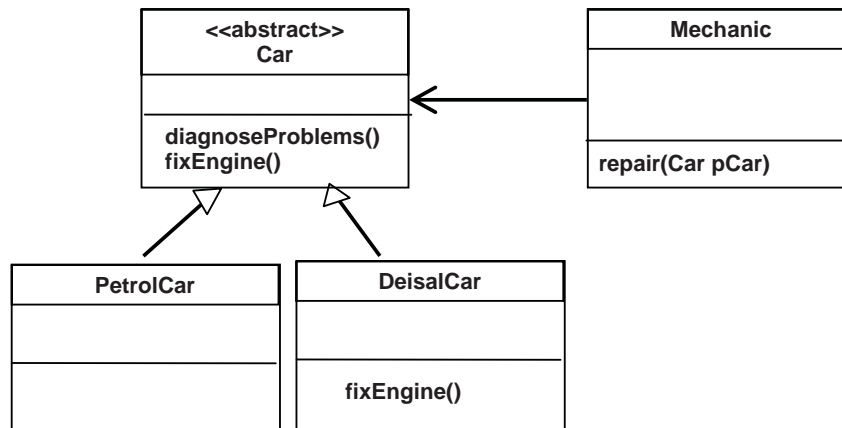 <<abstract>>
Car
diagnoseProblems()
fixEngine()
Mechanic
repair(Car pCar)
PetrolCar
DeisalCar
fixEngine()